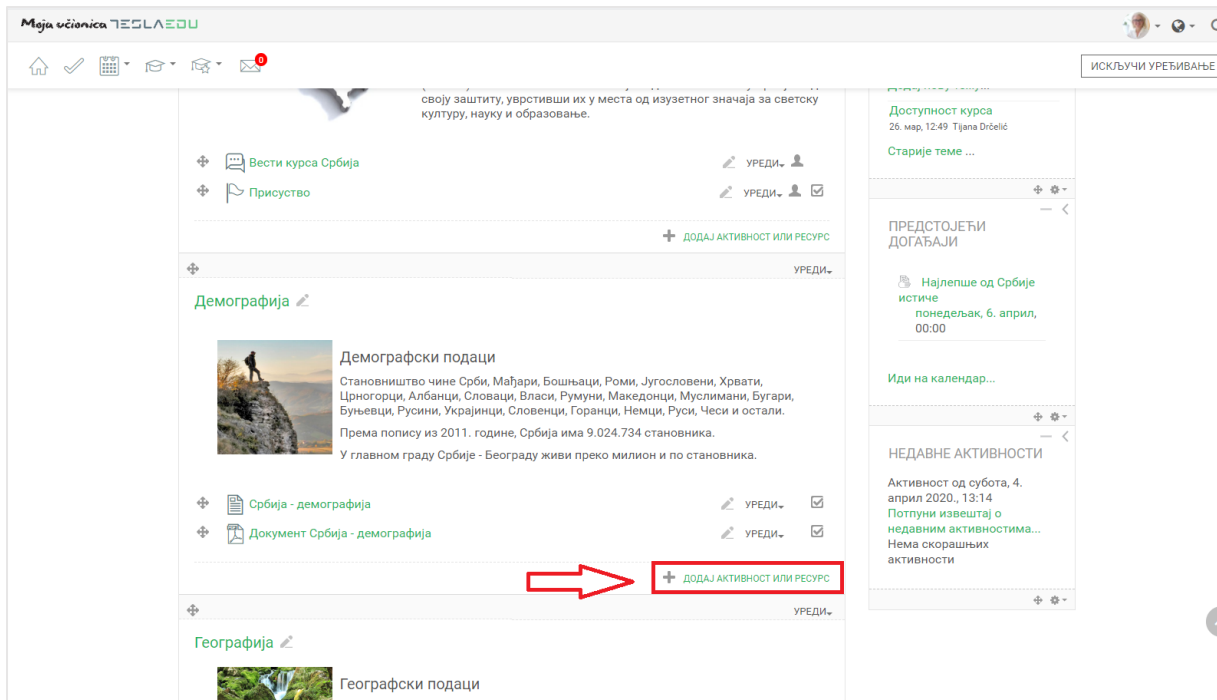 Moja učionica TESLAEDU
0
ИСКЉУЧИ УРЕЂИВАЊЕ
своју заштиту, уврстивши их у места од изузетног значаја за светску
културу, науку и образовање.
Вести курса Србија
УРЕДИ
Присуство
УРЕДИ
ДОДАЈ АКТИВНОСТ ИЛИ РЕСУРС
УРЕДИ
Демографија
Демографски подаци
Становништво чине Срби, Мађари, Бошњаци, Роми, Југословени, Хрвати,
Црногорци, Албанци, Словаци, Власи, Румуни, Македонци, Муслимани, Бугари,
Буњевци, Русини, Украјинци, Словенци, Горанци, Немци, Руси, Чеси и остали.
Према попису из 2011. године, Србија има 9.024.734 становника.
У главном граду Србије - Београду живи преко милион и по становника.
Србија - демографија
УРЕДИ
Документ Србија - демографија
УРЕДИ
ДОДАЈ АКТИВНОСТ ИЛИ РЕСУРС
УРЕДИ
Географија
Географски подаци
Доступност курса
26. мар, 12:49 Tijana Drčelić
Старије теме ...
ПРЕДСТОЈЕЋИ
ДОГАЂАЈИ
Најлепше од Србије
истиче
понедељак, 6. април,
00:00
Иди на календар...
НЕДАВНЕ АКТИВНОСТИ
Активност од субота, 4.
април 2020., 13:14
Потпуни извештај о
недавним активностима...
Нема скорашњих
активности